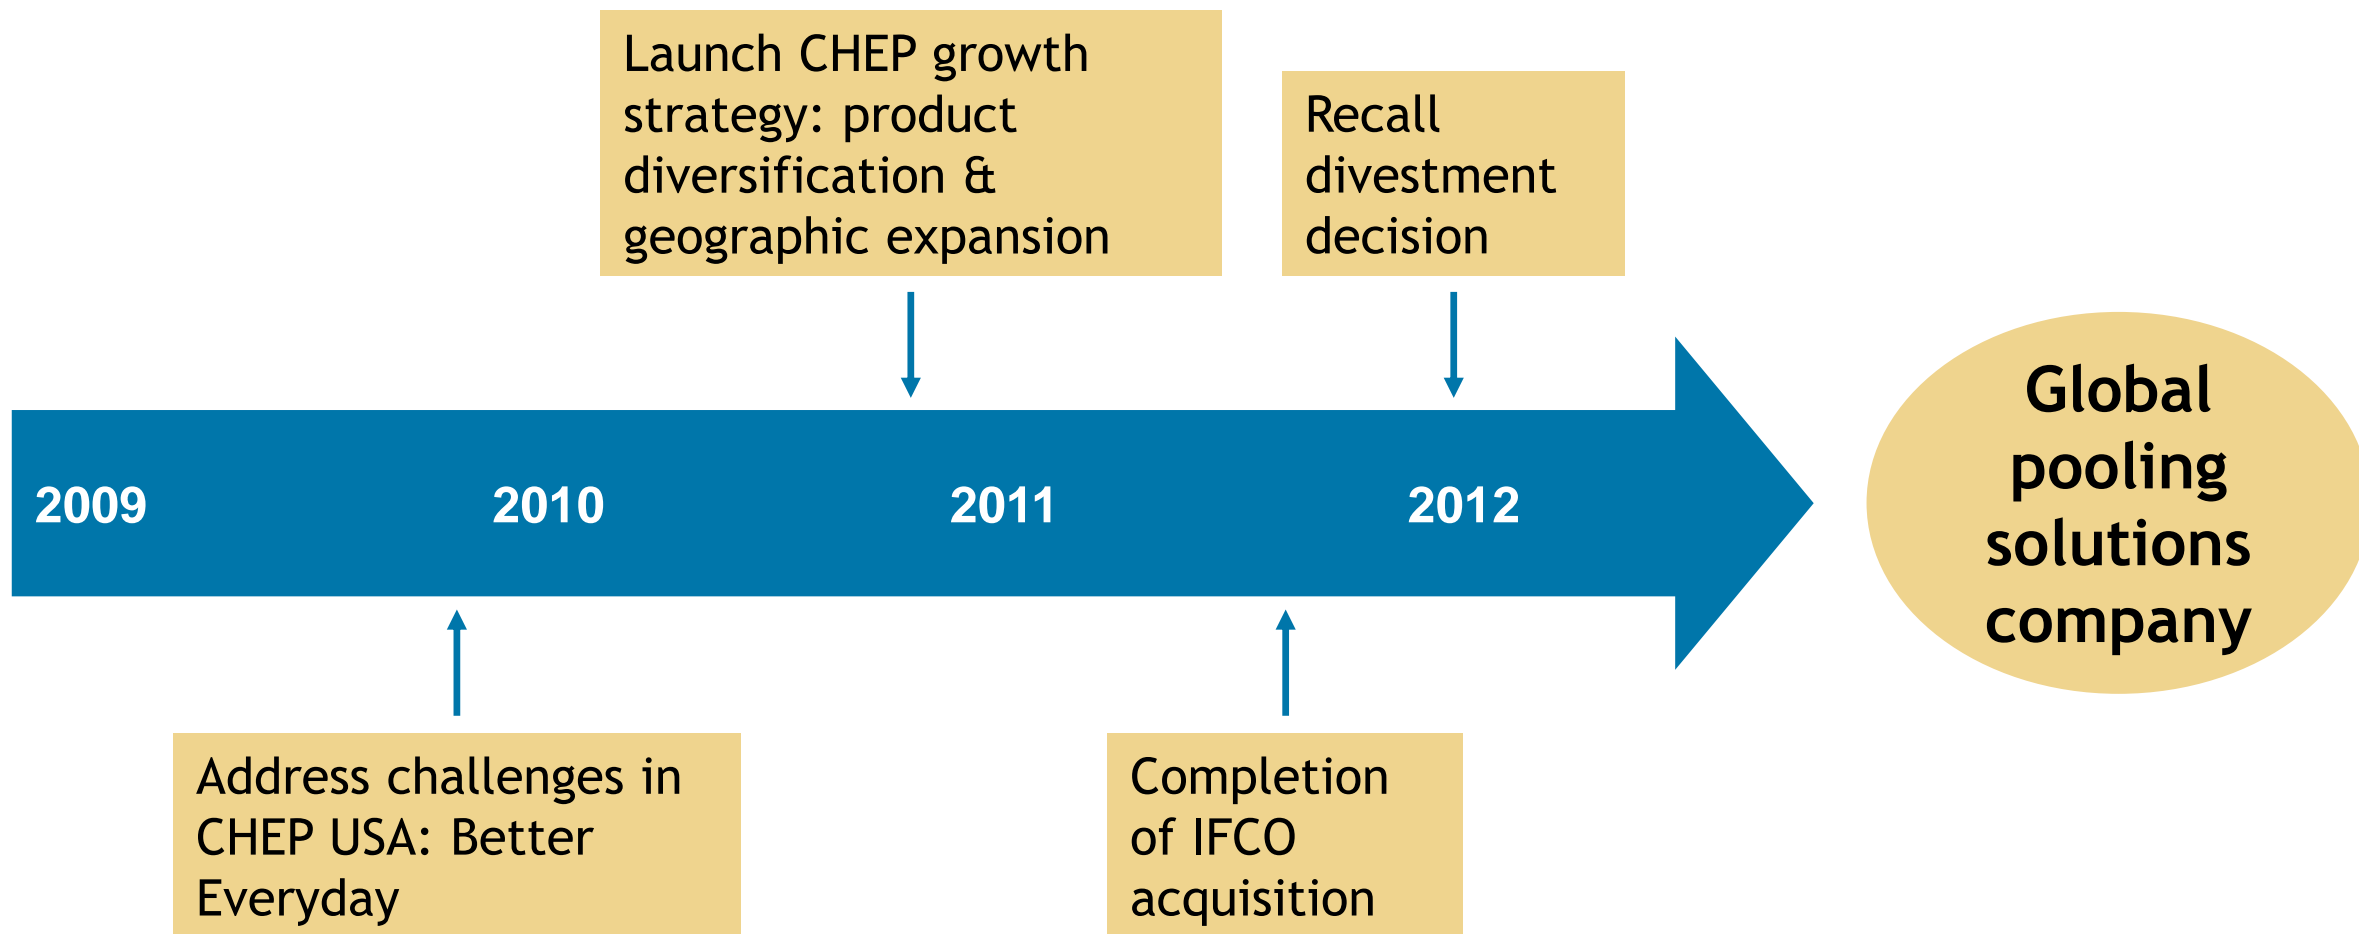 Launch CHEP growth
strategy: product
diversification &
geographic expansion
Recall
divestment
decision
2009
2010
2011
2012
Global
pooling
solutions
company
Address challenges in
CHEP USA: Better
Everyday
Completion
of IFCO
acquisition